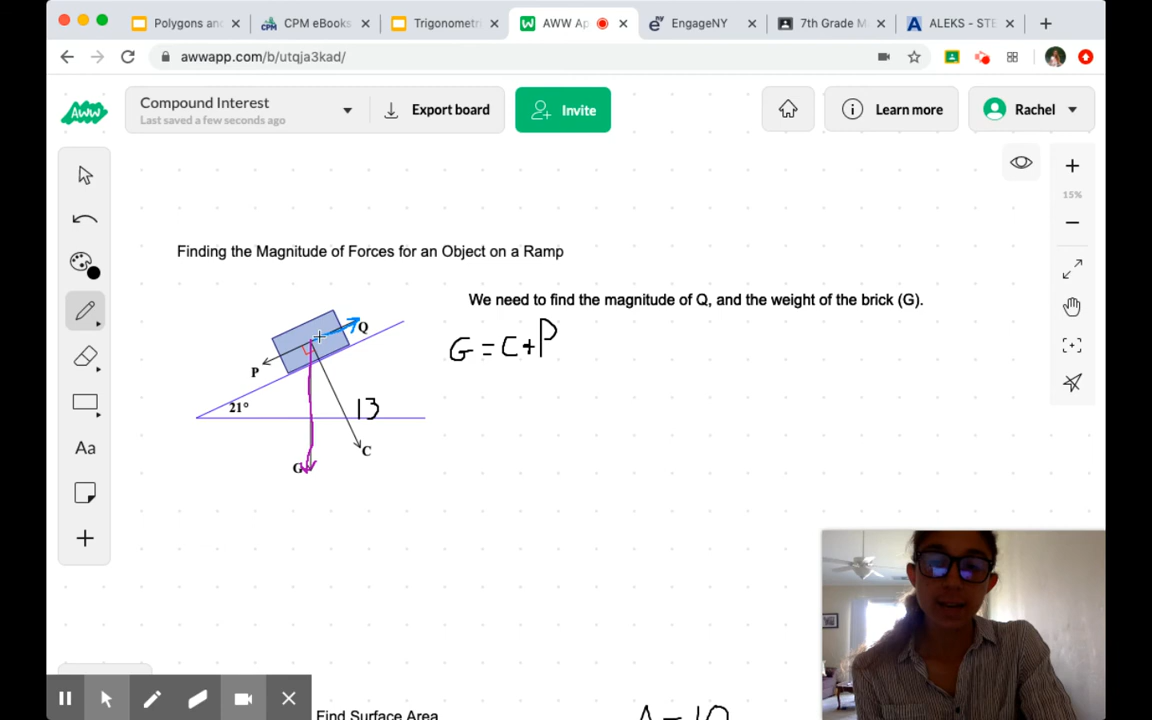 Polygons an
CPM eBooks
Trigonometr
AWW Ap
EngageNY
7th Grade M
ALEKS - STE
awwapp.com/b/utqja3kad/
AWW
Compound Interest
Last saved a few seconds ago
Export board
Invite
Learn more
Rachel
15%
Finding the Magnitude of Forces for an Object on a Ramp
We need to find the magnitude of Q, and the weight of the brick (G).
G = C + P
Q
P
21°
13
C
G
Aa
Find Surface Area
A = 10